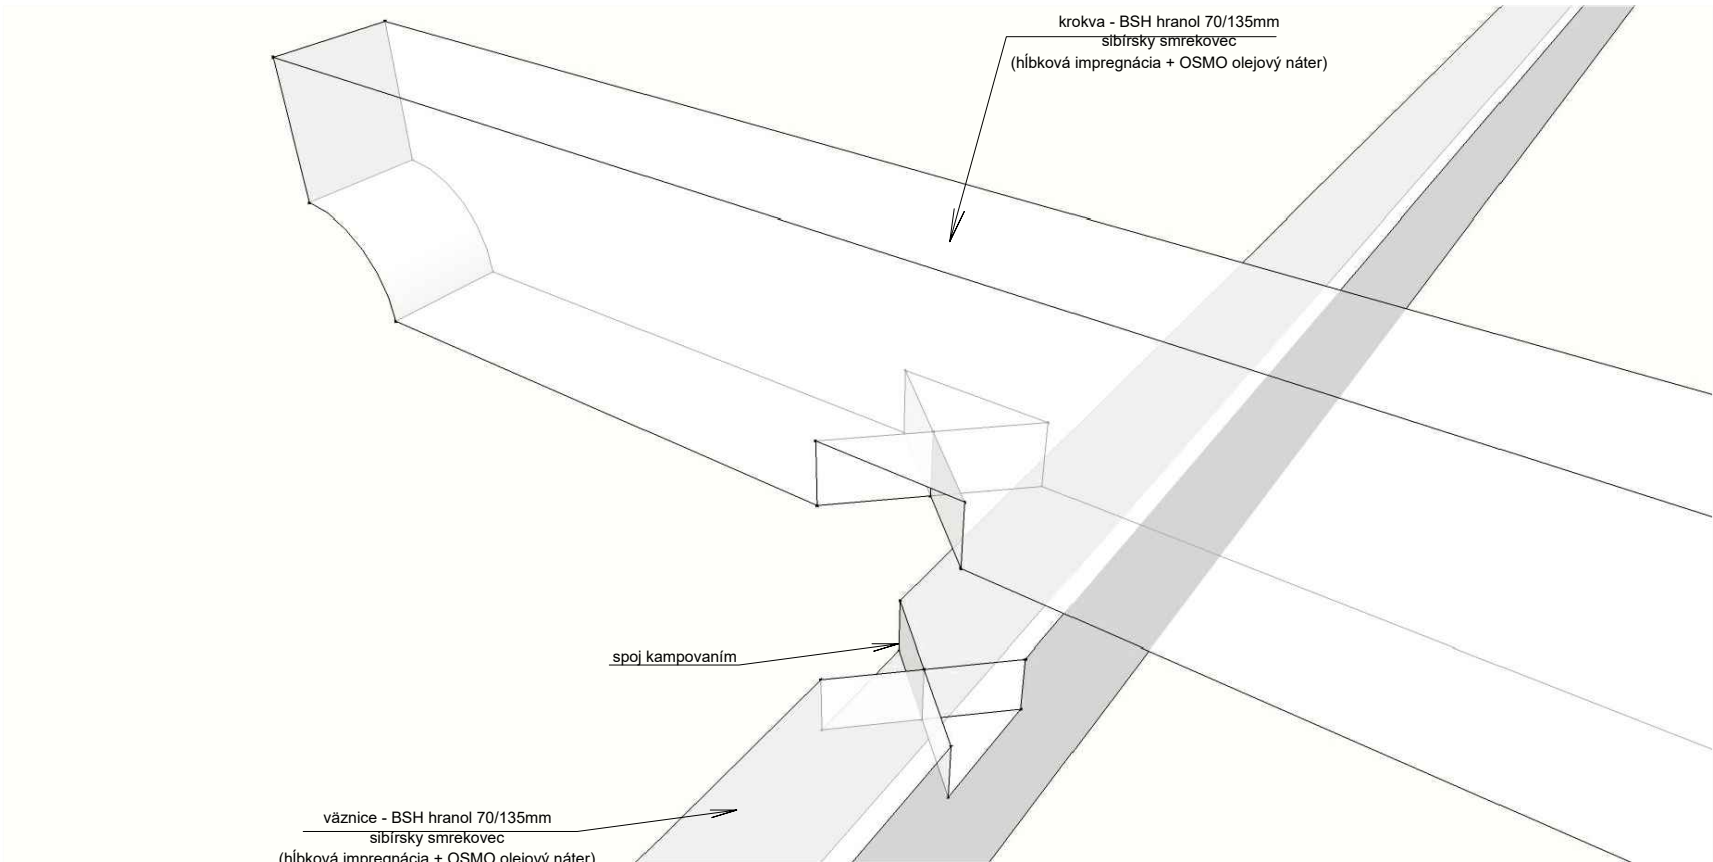 krokva - BSH hranol 70/135mm
sibírsky smrekovec
(hĺbková impregnácia + OSMO olejový náter)
spoj kampovaním
väznice - BSH hranol 70/135mm
sibírsky smrekovec
(hĺbková impregnácia + OSMO olejový náter)